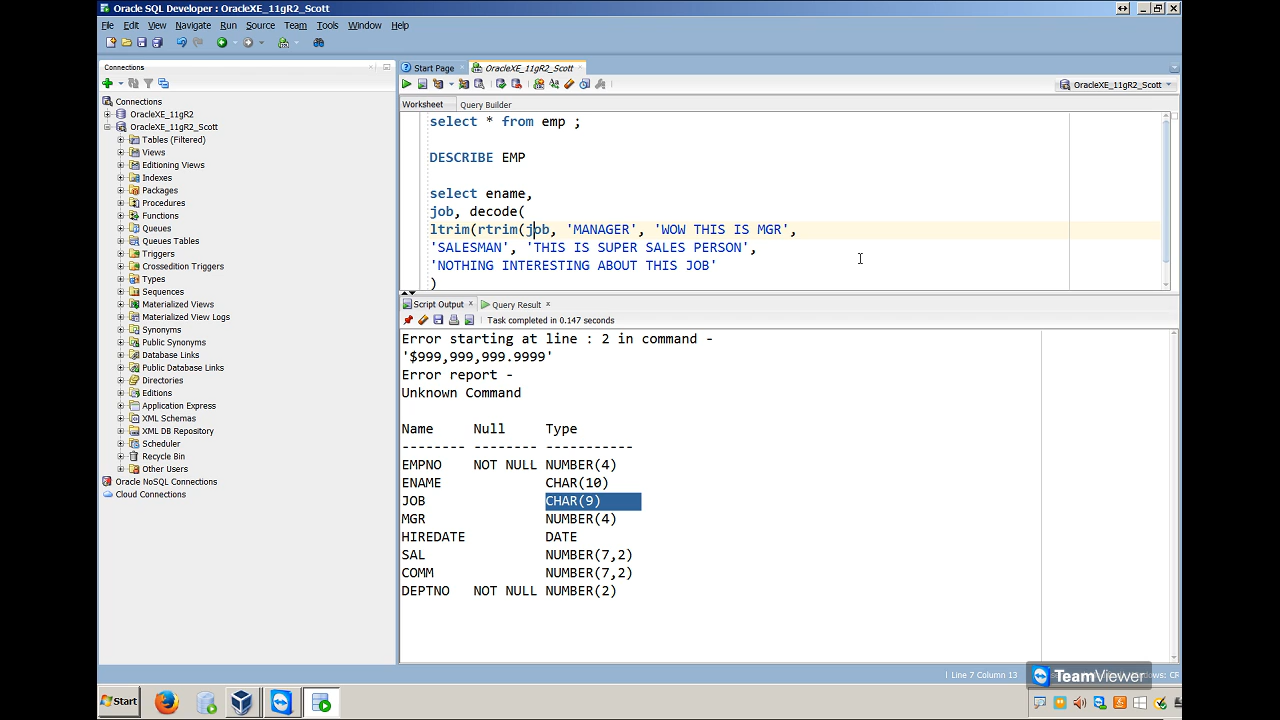 Oracle SQL Developer : OracleXE_11gR2_Scott
File Edit View Navigate Run Source Team Tools Window Help
Connections
Start Page
OracleXE_11gR2_Scott
OracleXE_11gR2_Scott
Worksheet Query Builder
Connections
OracleXE_11gR2
OracleXE_11gR2_Scott
Tables (Filtered)
Views
Editioning Views
Indexes
Packages
Procedures
Functions
Queues
Queues Tables
Triggers
Crossedition Triggers
Types
Sequences
Materialized Views
Materialized View Logs
Synonyms
Public Synonyms
Database Links
Public Database Links
Directories
Editions
Application Express
XML Schemas
XML DB Repository
Scheduler
Recycle Bin
Other Users
Oracle NoSQL Connections
Cloud Connections
select * from emp ;
DESCRIBE EMP
select ename,
job, decode(
ltrim(rtrim(job, 'MANAGER', 'WOW THIS IS MGR',
'SALESMAN', 'THIS IS SUPER SALES PERSON',
'NOTHING INTERESTING ABOUT THIS JOB'
)
Script Output Query Result
Task completed in 0.147 seconds
Error starting at line : 2 in command -
'$999,999,999.9999'
Error report -
Unknown Command
Name Null Type
-------- -------- -----------
EMPNO NOT NULL NUMBER(4)
ENAME CHAR(10)
JOB CHAR(9)
MGR NUMBER(4)
HIREDATE DATE
SAL NUMBER(7,2)
COMM NUMBER(7,2)
DEPTNO NOT NULL NUMBER(2)
Line 7 Column 13
TeamViewer
Start